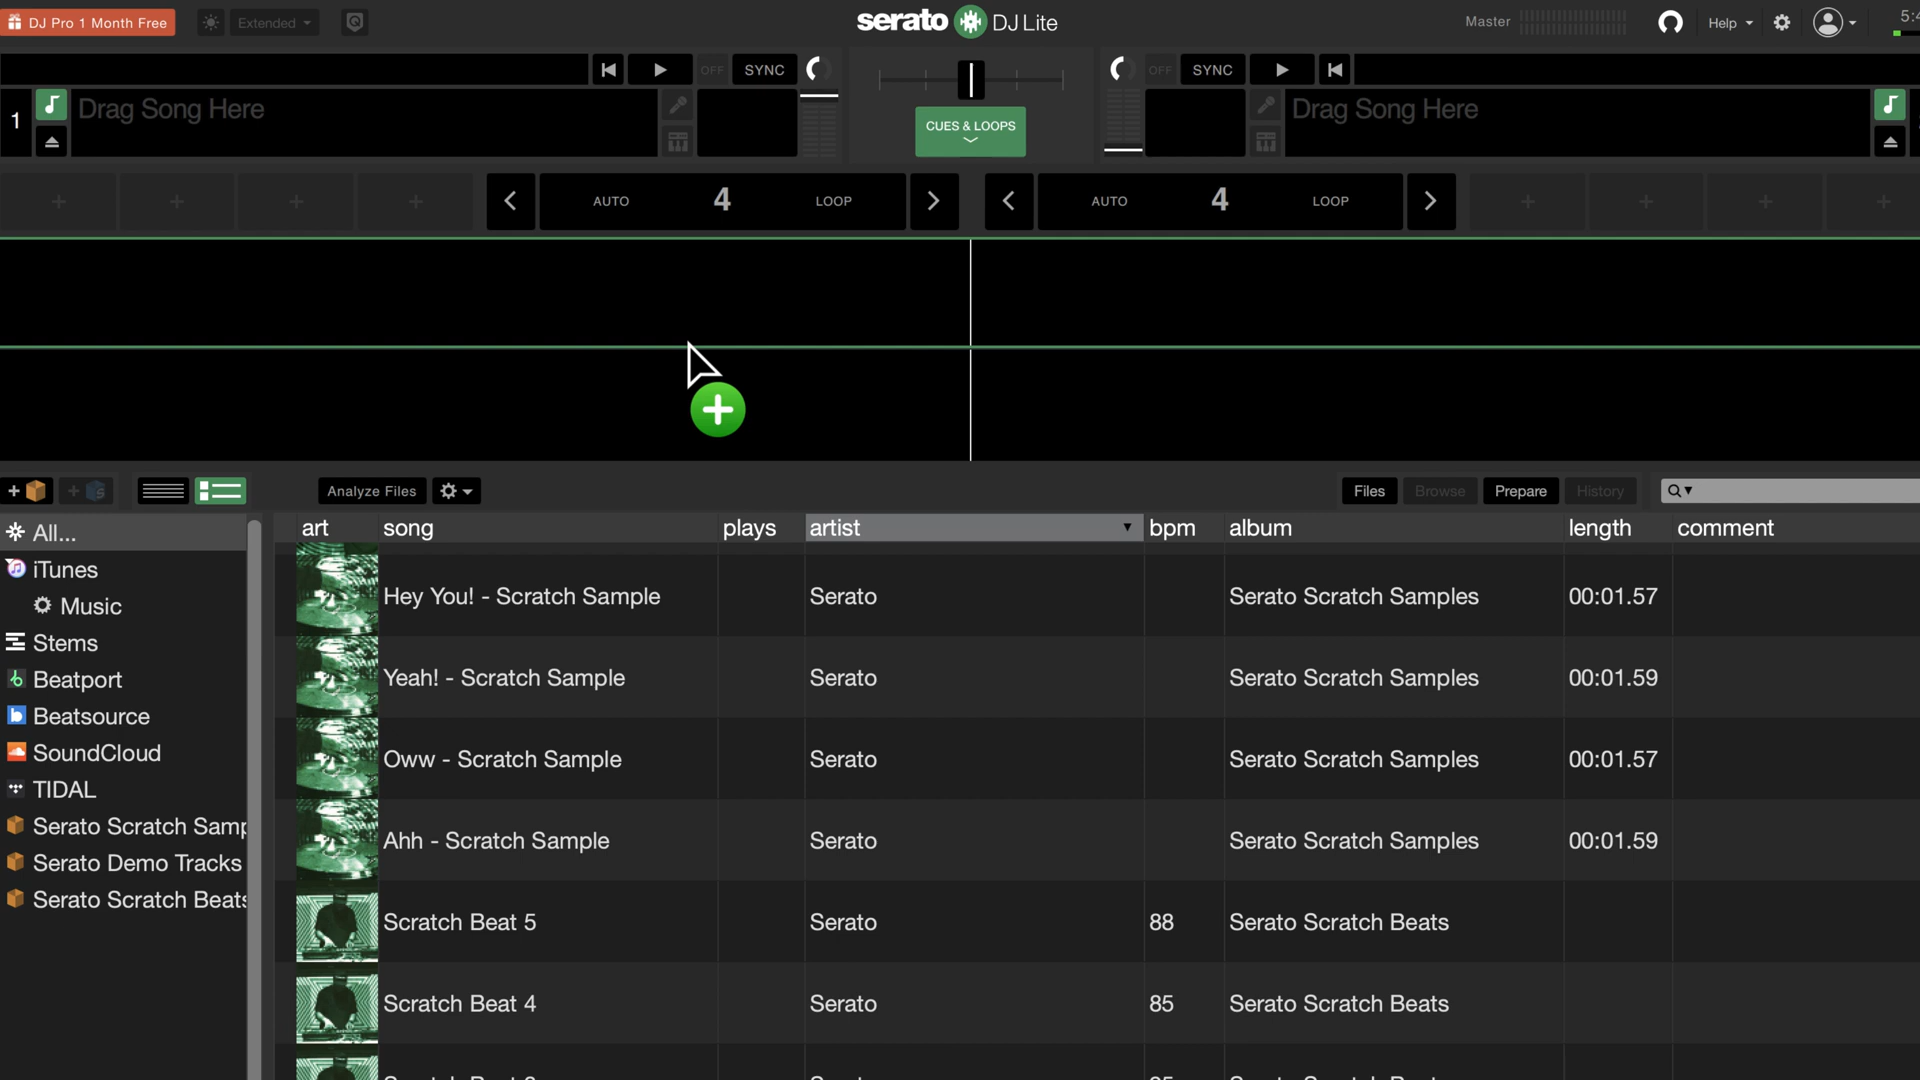 DJ Pro 1 Month Free
Extended
serato DJ Lite
Master
Help
OFF
SYNC
OFF
SYNC
1
Drag Song Here
CUES & LOOPS
Drag Song Here
AUTO 4 LOOP
AUTO 4 LOOP
Analyze Files
Files
Browse
Prepare
History
art song plays artist bpm album length comment
All...
iTunes
Music
Stems
Beatport
Beatsource
SoundCloud
TIDAL
Serato Scratch Samp
Serato Demo Tracks
Serato Scratch Beats
Hey You! - Scratch Sample Serato Serato Scratch Samples 00:01.57
Yeah! - Scratch Sample Serato Serato Scratch Samples 00:01.59
Oww - Scratch Sample Serato Serato Scratch Samples 00:01.57
Ahh - Scratch Sample Serato Serato Scratch Samples 00:01.59
Scratch Beat 5 Serato 88 Serato Scratch Beats
Scratch Beat 4 Serato 85 Serato Scratch Beats